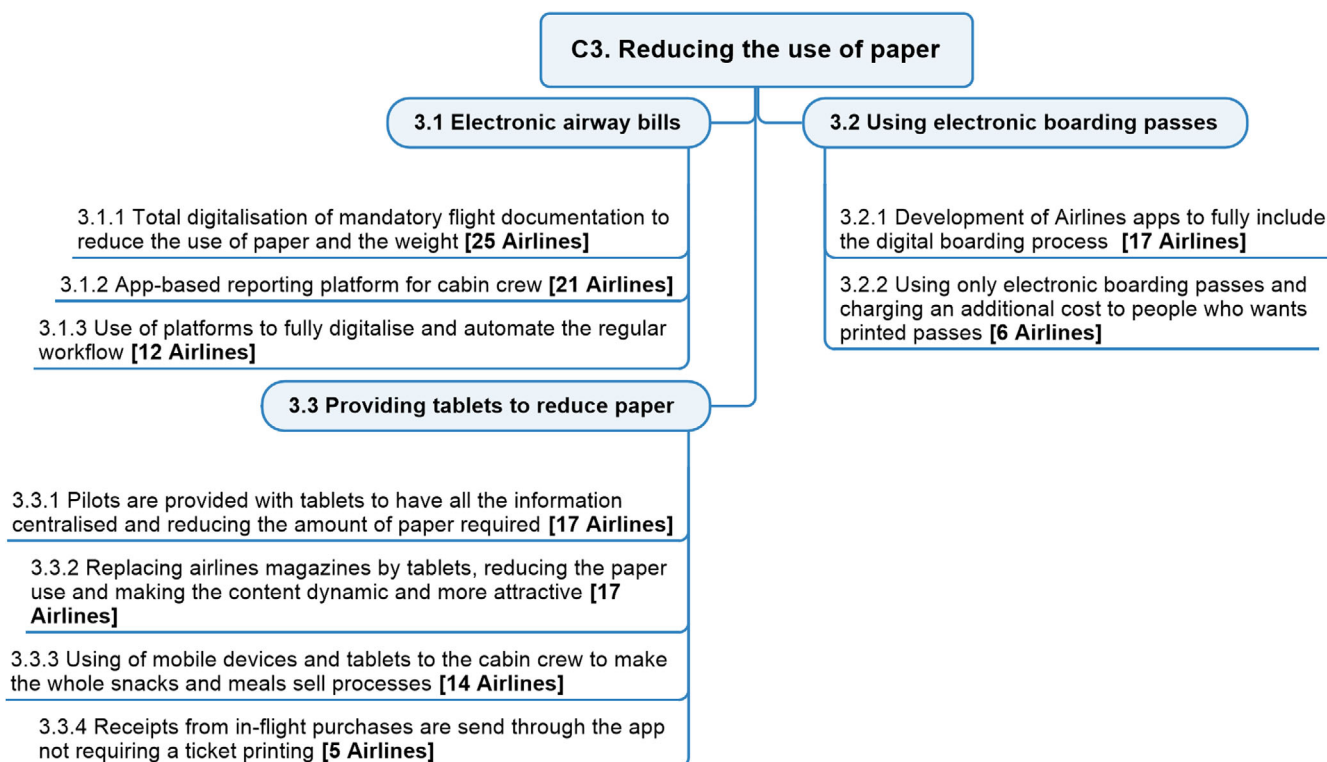 C3. Reducing the use of paper
3.1 Electronic airway bills
3.1.1 Total digitalisation of mandatory flight documentation to
reduce the use of paper and the weight [25 Airlines]
3.1.2 App-based reporting platform for cabin crew [21 Airlines]
3.1.3 Use of platforms to fully digitalise and automate the regular
workflow [12 Airlines]
3.2 Using electronic boarding passes
3.2.1 Development of Airlines apps to fully include
the digital boarding process [17 Airlines]
3.2.2 Using only electronic boarding passes and
charging an additional cost to people who wants
printed passes [6 Airlines]
3.3 Providing tablets to reduce paper
3.3.1 Pilots are provided with tablets to have all the information
centralised and reducing the amount of paper required [17 Airlines]
3.3.2 Replacing airlines magazines by tablets, reducing the paper
use and making the content dynamic and more attractive [17
Airlines]
3.3.3 Using of mobile devices and tablets to the cabin crew to make
the whole snacks and meals sell processes [14 Airlines]
3.3.4 Receipts from in-flight purchases are send through the app
not requiring a ticket printing [5 Airlines]